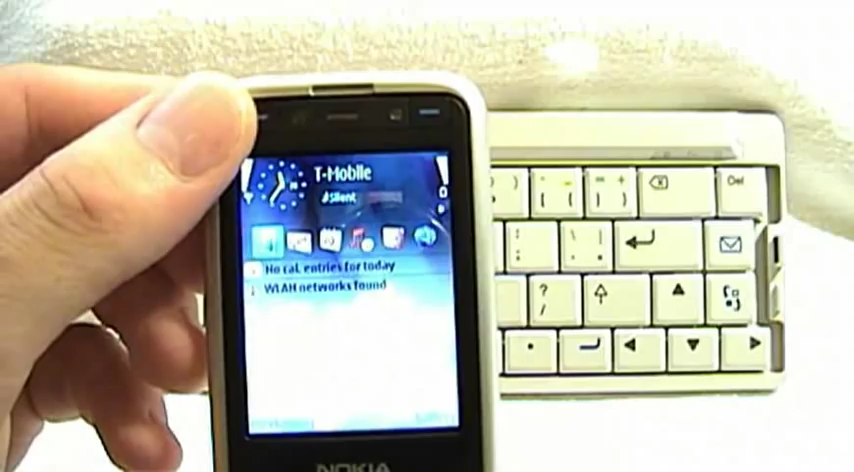 T-Mobile
Silent
No cal. entries for today
WLAN networks found
NOKIA
Del